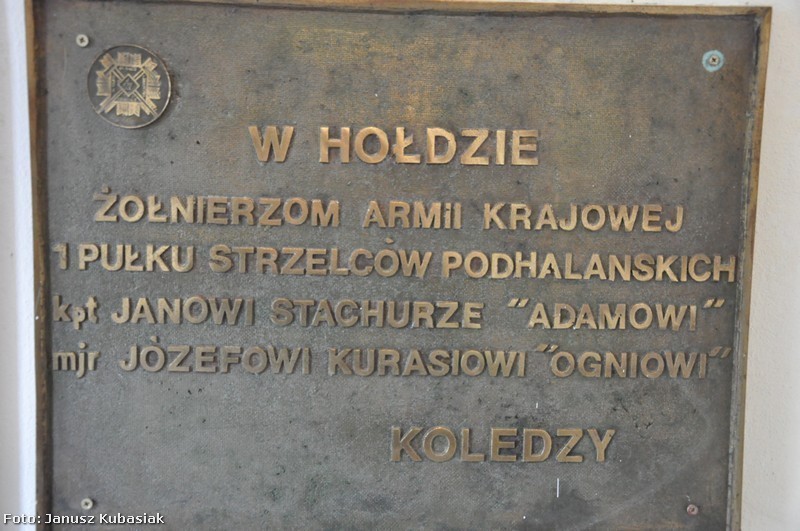 W HOŁDZIE
ŻOŁNIERZOM ARMiI KRAJOWEJ
1 PUŁKU STRZELCÓW PODHALANSKICH
kpt JANOWI STACHURZE "ADAMOWI"
mjr JÓZEFOWI KURASIOWI "OGNIOWI"
KOLEDZY
Foto: Janusz Kubasiak